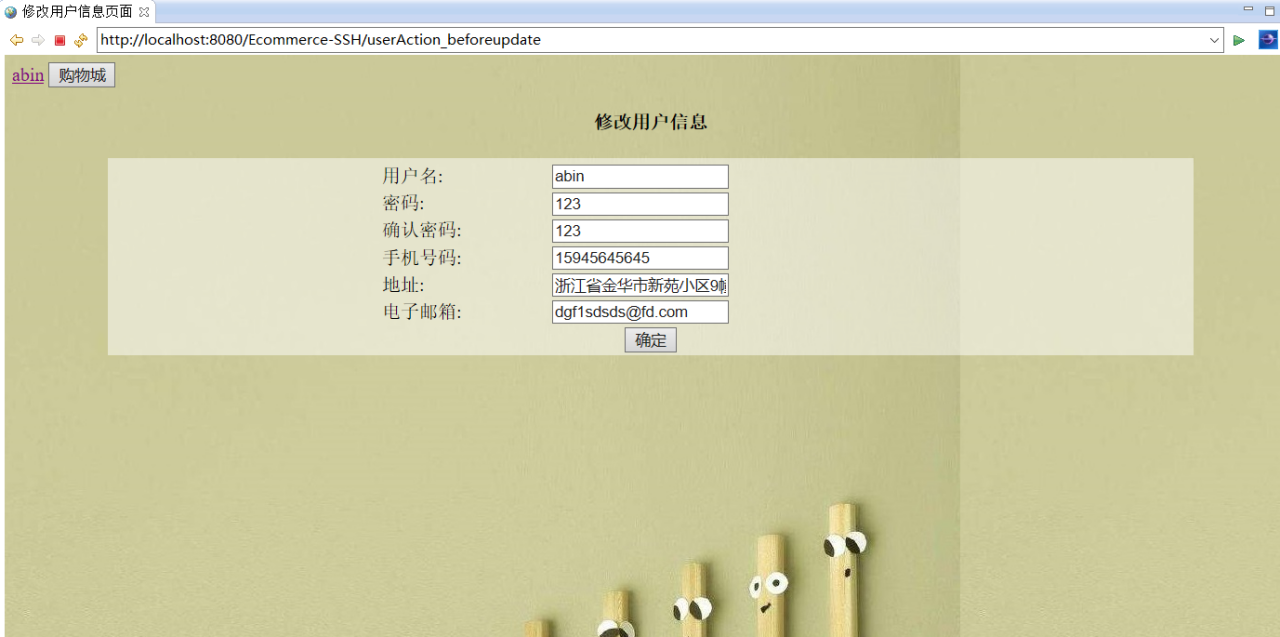 修改用户信息页面
http://localhost:8080/Ecommerce-SSH/userAction_beforeupdate
abin 购物城
修改用户信息
用户名: abin
密码: 123
确认密码: 123
手机号码: 15945645645
地址: 浙江省金华市新苑小区9
电子邮箱: dgf1sdsds@fd.com
确定